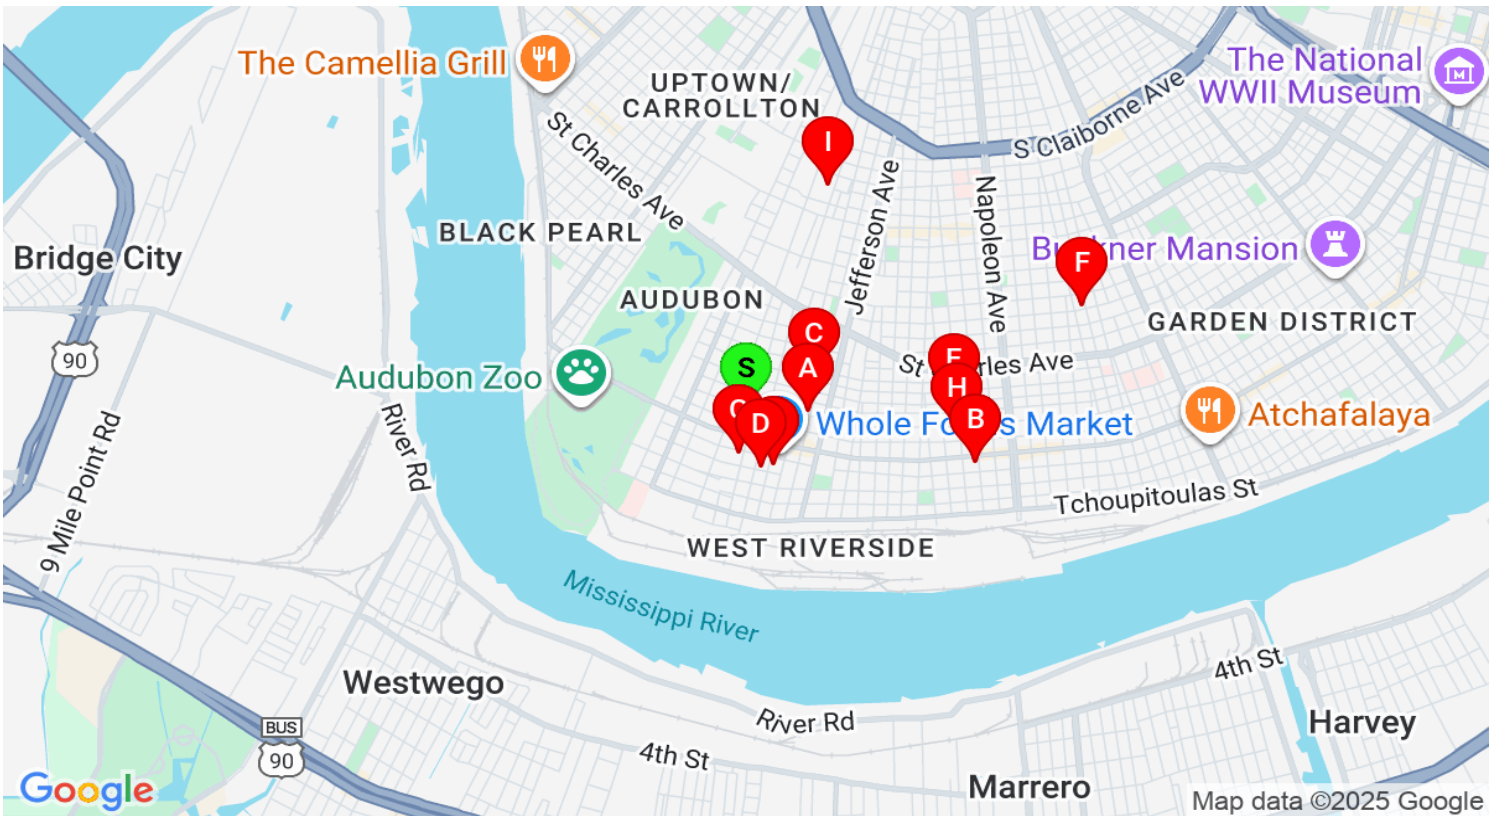 The Camellia Grill
UPTOWN/
CARROLLTON
The National
WWII Museum
S Claiborne Ave
St Charles Ave
I
Jefferson Ave
Napoleon Ave
BLACK PEARL
Bridge City
Mansion
F
AUDUBON
GARDEN DISTRICT
C
90
Audubon Zoo
S
A
St
Ave
H
B
D
Whole
Market
Atchafalaya
River Rd
9 Mile Point Rd
Tchoupitoulas St
WEST RIVERSIDE
Mississippi River
4th St
Westwego
River Rd
Harvey
BUS
90
4th St
Google
Marrero
Map data ©2025 Google